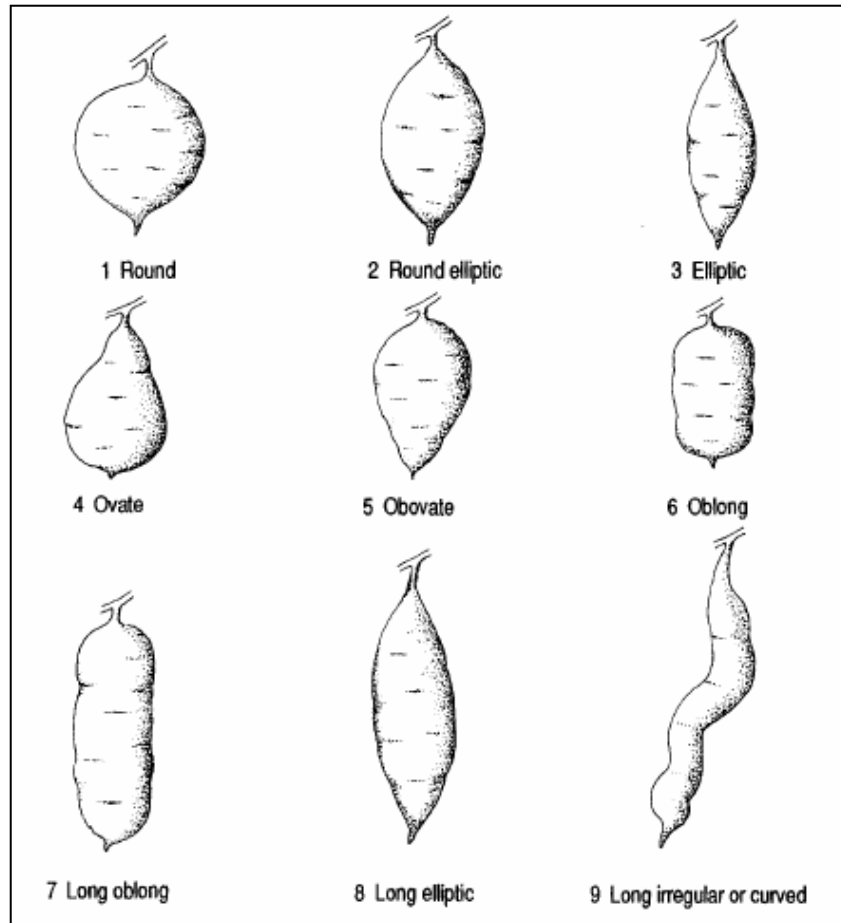 1 Round
2 Round elliptic
3 Elliptic
4 Ovate
5 Obovate
6 Oblong
7 Long oblong
8 Long elliptic
9 Long irregular or curved